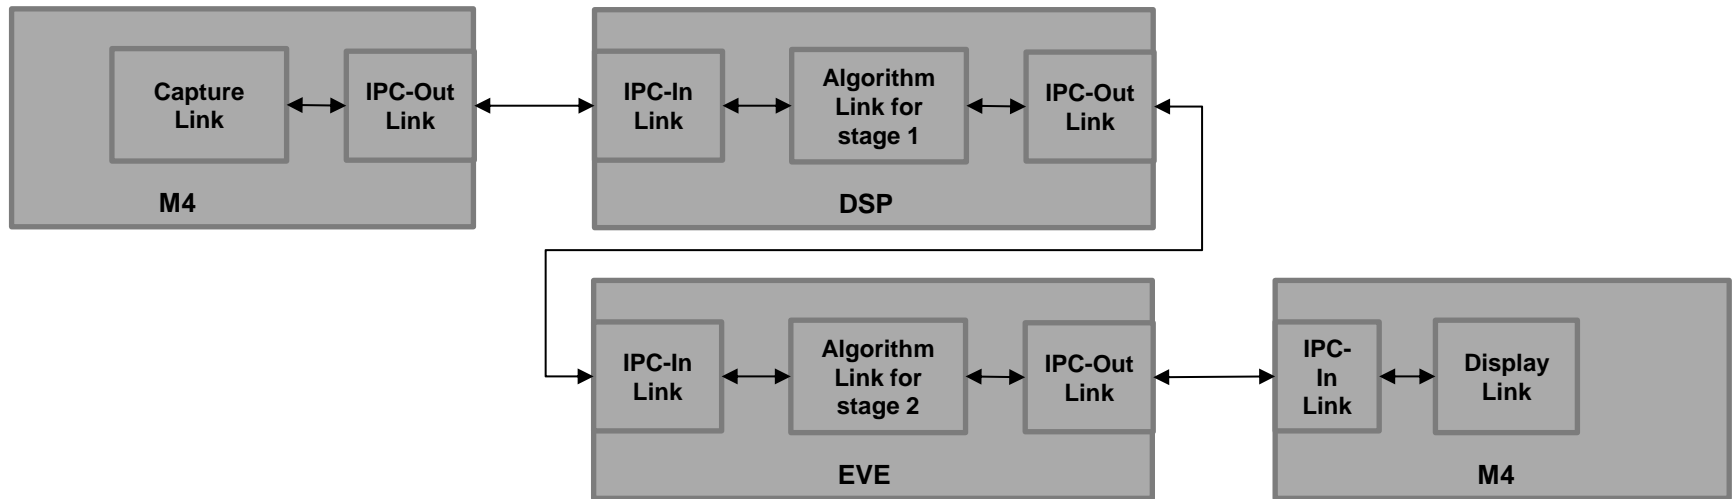 Capture
Link
IPC-Out
Link
M4
IPC-In
Link
Algorithm
Link for
stage 1
IPC-Out
Link
DSP
IPC-In
Link
Algorithm
Link for
stage 2
IPC-Out
Link
EVE
IPC-
In
Link
Display
Link
M4